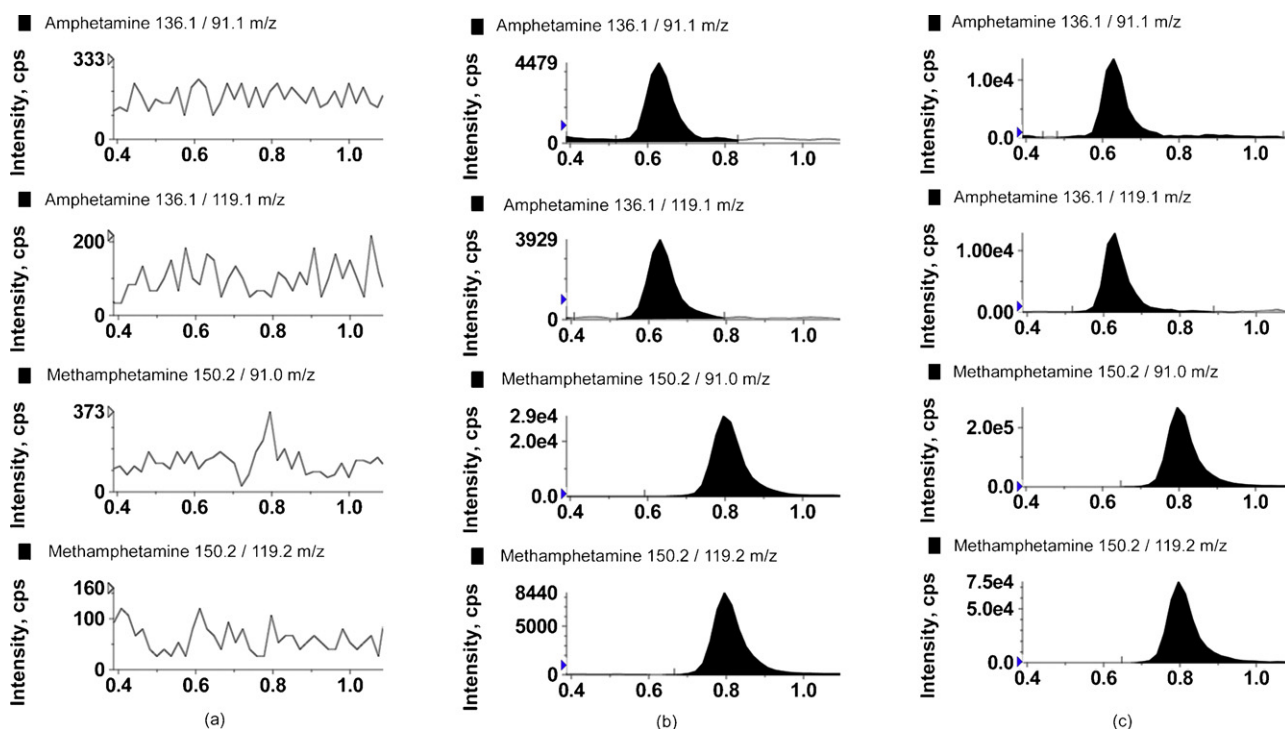 Amphetamine 136.1 / 91.1 m/z
333
0
Intensity, cps
0.4 0.6 0.8 1.0
Amphetamine 136.1 / 119.1 m/z
200
0
Intensity, cps
0.4 0.6 0.8 1.0
Methamphetamine 150.2 / 91.0 m/z
373
0
Intensity, cps
0.4 0.6 0.8 1.0
Methamphetamine 150.2 / 119.2 m/z
160
100
0
Intensity, cps
0.4 0.6 0.8 1.0
(a)
Amphetamine 136.1 / 91.1 m/z
4479
0
Intensity, cps
0.4 0.6 0.8 1.0
Amphetamine 136.1 / 119.1 m/z
3929
0
Intensity, cps
0.4 0.6 0.8 1.0
Methamphetamine 150.2 / 91.0 m/z
2.9e4
2.0e4
0.0
Intensity, cps
0.4 0.6 0.8 1.0
Methamphetamine 150.2 / 119.2 m/z
8440
5000
0
Intensity, cps
0.4 0.6 0.8 1.0
(b)
Amphetamine 136.1 / 91.1 m/z
1.0e4
0.0
Intensity, cps
0.4 0.6 0.8 1.0
Amphetamine 136.1 / 119.1 m/z
1.00e4
0.00
Intensity, cps
0.4 0.6 0.8 1.0
Methamphetamine 150.2 / 91.0 m/z
2.0e5
0.0
Intensity, cps
0.4 0.6 0.8 1.0
Methamphetamine 150.2 / 119.2 m/z
7.5e4
5.0e4
0.0
Intensity, cps
0.4 0.6 0.8 1.0
(c)